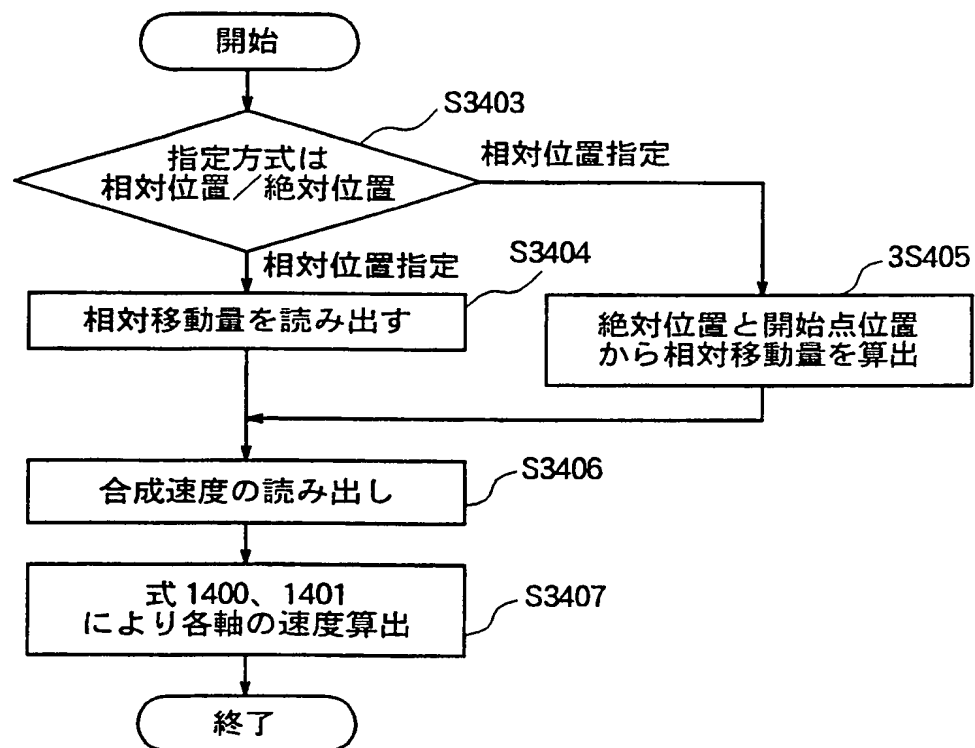 開始
S3403
指定方式は
相対位置／絶対位置
相対位置指定
相対位置指定
S3404
相対移動量を読み出す
3S405
絶対位置と開始点位置
から相対移動量を算出
S3406
合成速度の読み出し
S3407
式1400、1401
により各軸の速度算出
終了